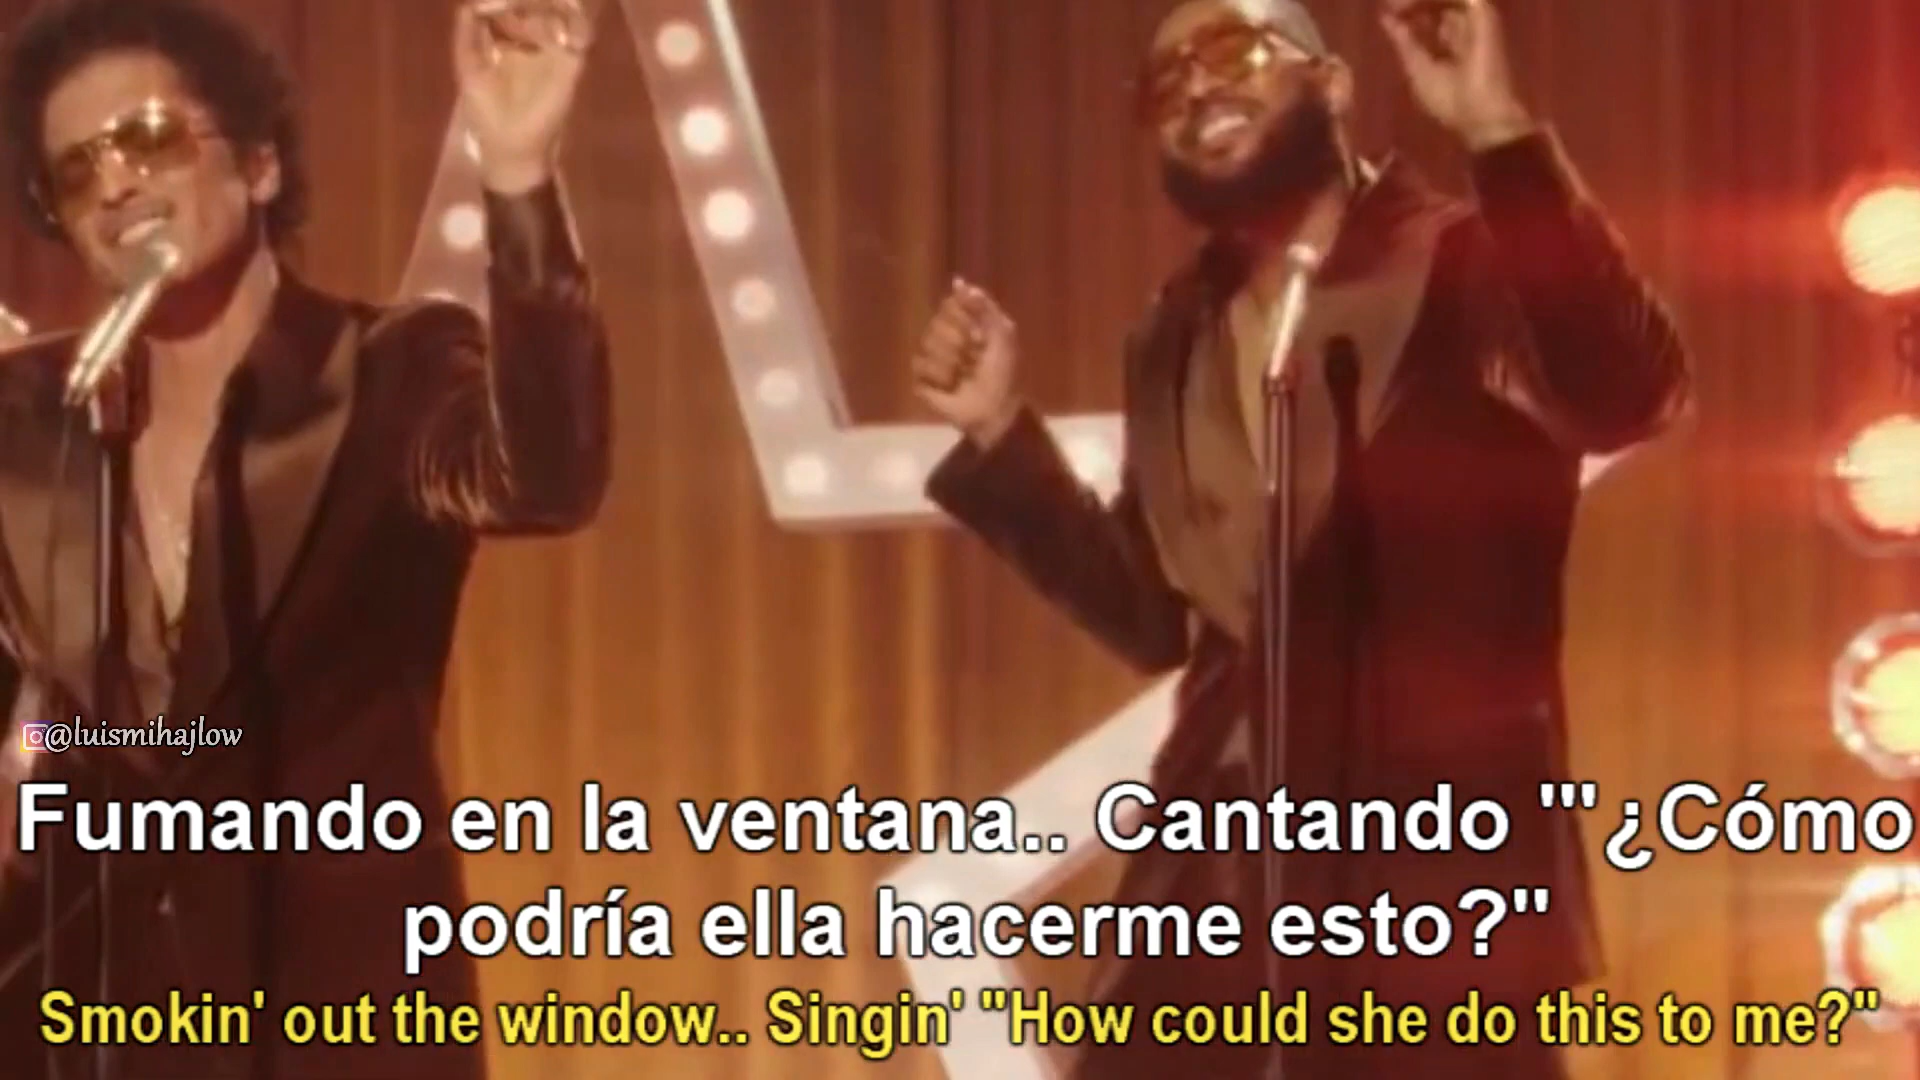 @luismihajlow
Fumando en la ventana.. Cantando '"¿Cómo
podría ella hacerme esto?"
Smokin' out the window.. Singin' "How could she do this to me?"